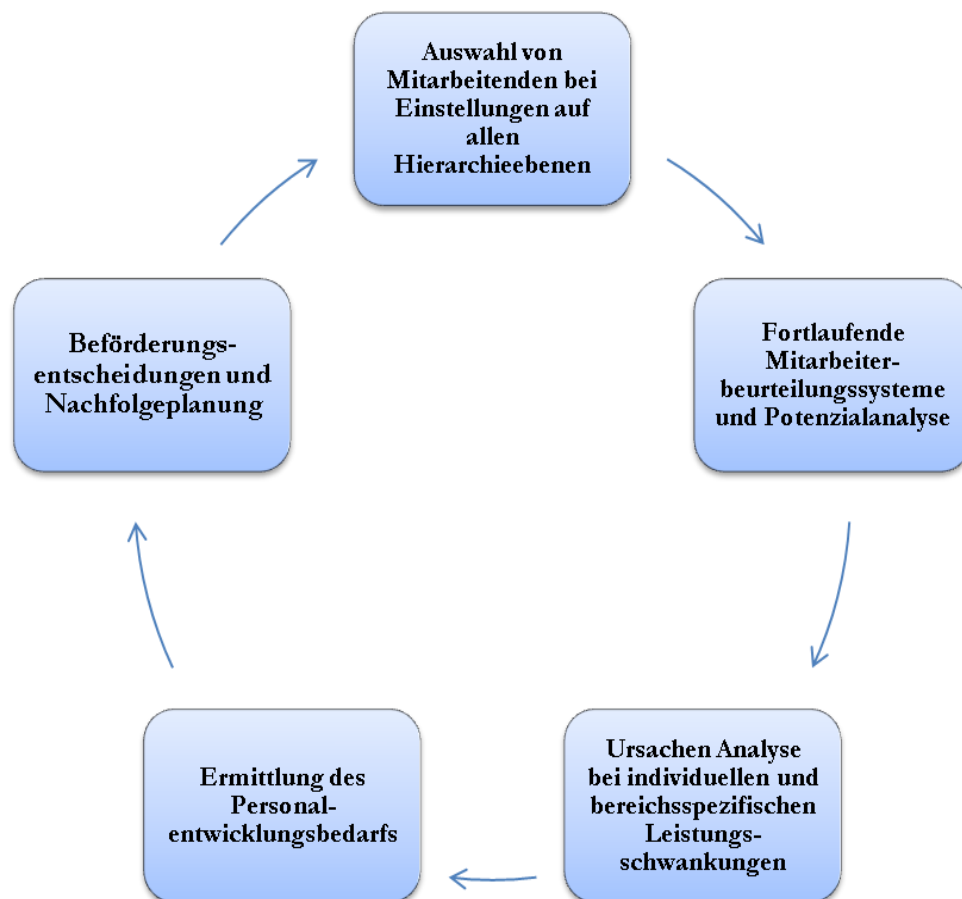 Auswahl von
Mitarbeitenden bei
Einstellungen auf
allen
Hierarchieebenen
Fortlaufende
Mitarbeiter-
beurteilungssysteme
und Potenzialanalyse
Ursachen Analyse
bei individuellen und
bereichsspezifischen
Leistungs-
schwankungen
Ermittlung des
Personal-
entwicklungsbedarfs
Beförderungs-
entscheidungen und
Nachfolgeplanung